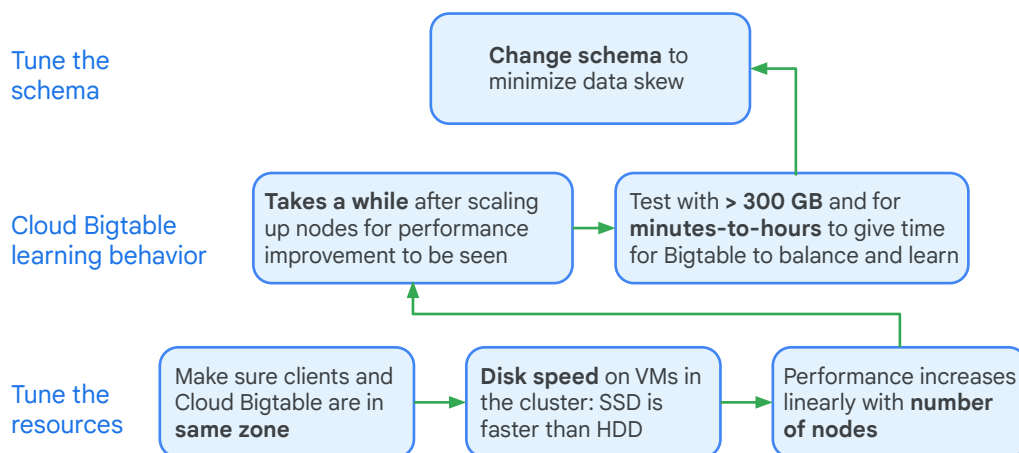 Tune the
schema
Change schema to
minimize data skew
Cloud Bigtable
learning behavior
Takes a while after scaling
up nodes for performance
improvement to be seen
Test with > 300 GB and for
minutes-to-hours to give time
for Bigtable to balance and learn
Tune the
resources
Make sure clients and
Cloud Bigtable are in
same zone
Disk speed on VMs in
the cluster: SSD is
faster than HDD
Performance increases
linearly with number
of nodes